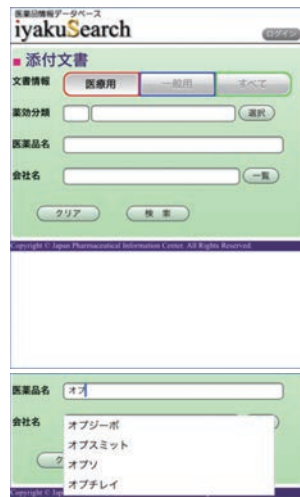 医薬品情報データベース
iyakuSearch
ログイン
■ 添付文書
文書情報 医療用 一般用 すべて
薬効分類 選択
医薬品名
会社名 一覧
クリア 検 索
Copyright © Japan Pharmaceutical Information Center. All Rights Reserved.
医薬品名 オプ
会社名
オプジーボ
オプスミット
オプソ
オプチレイ
Copyright © Jap